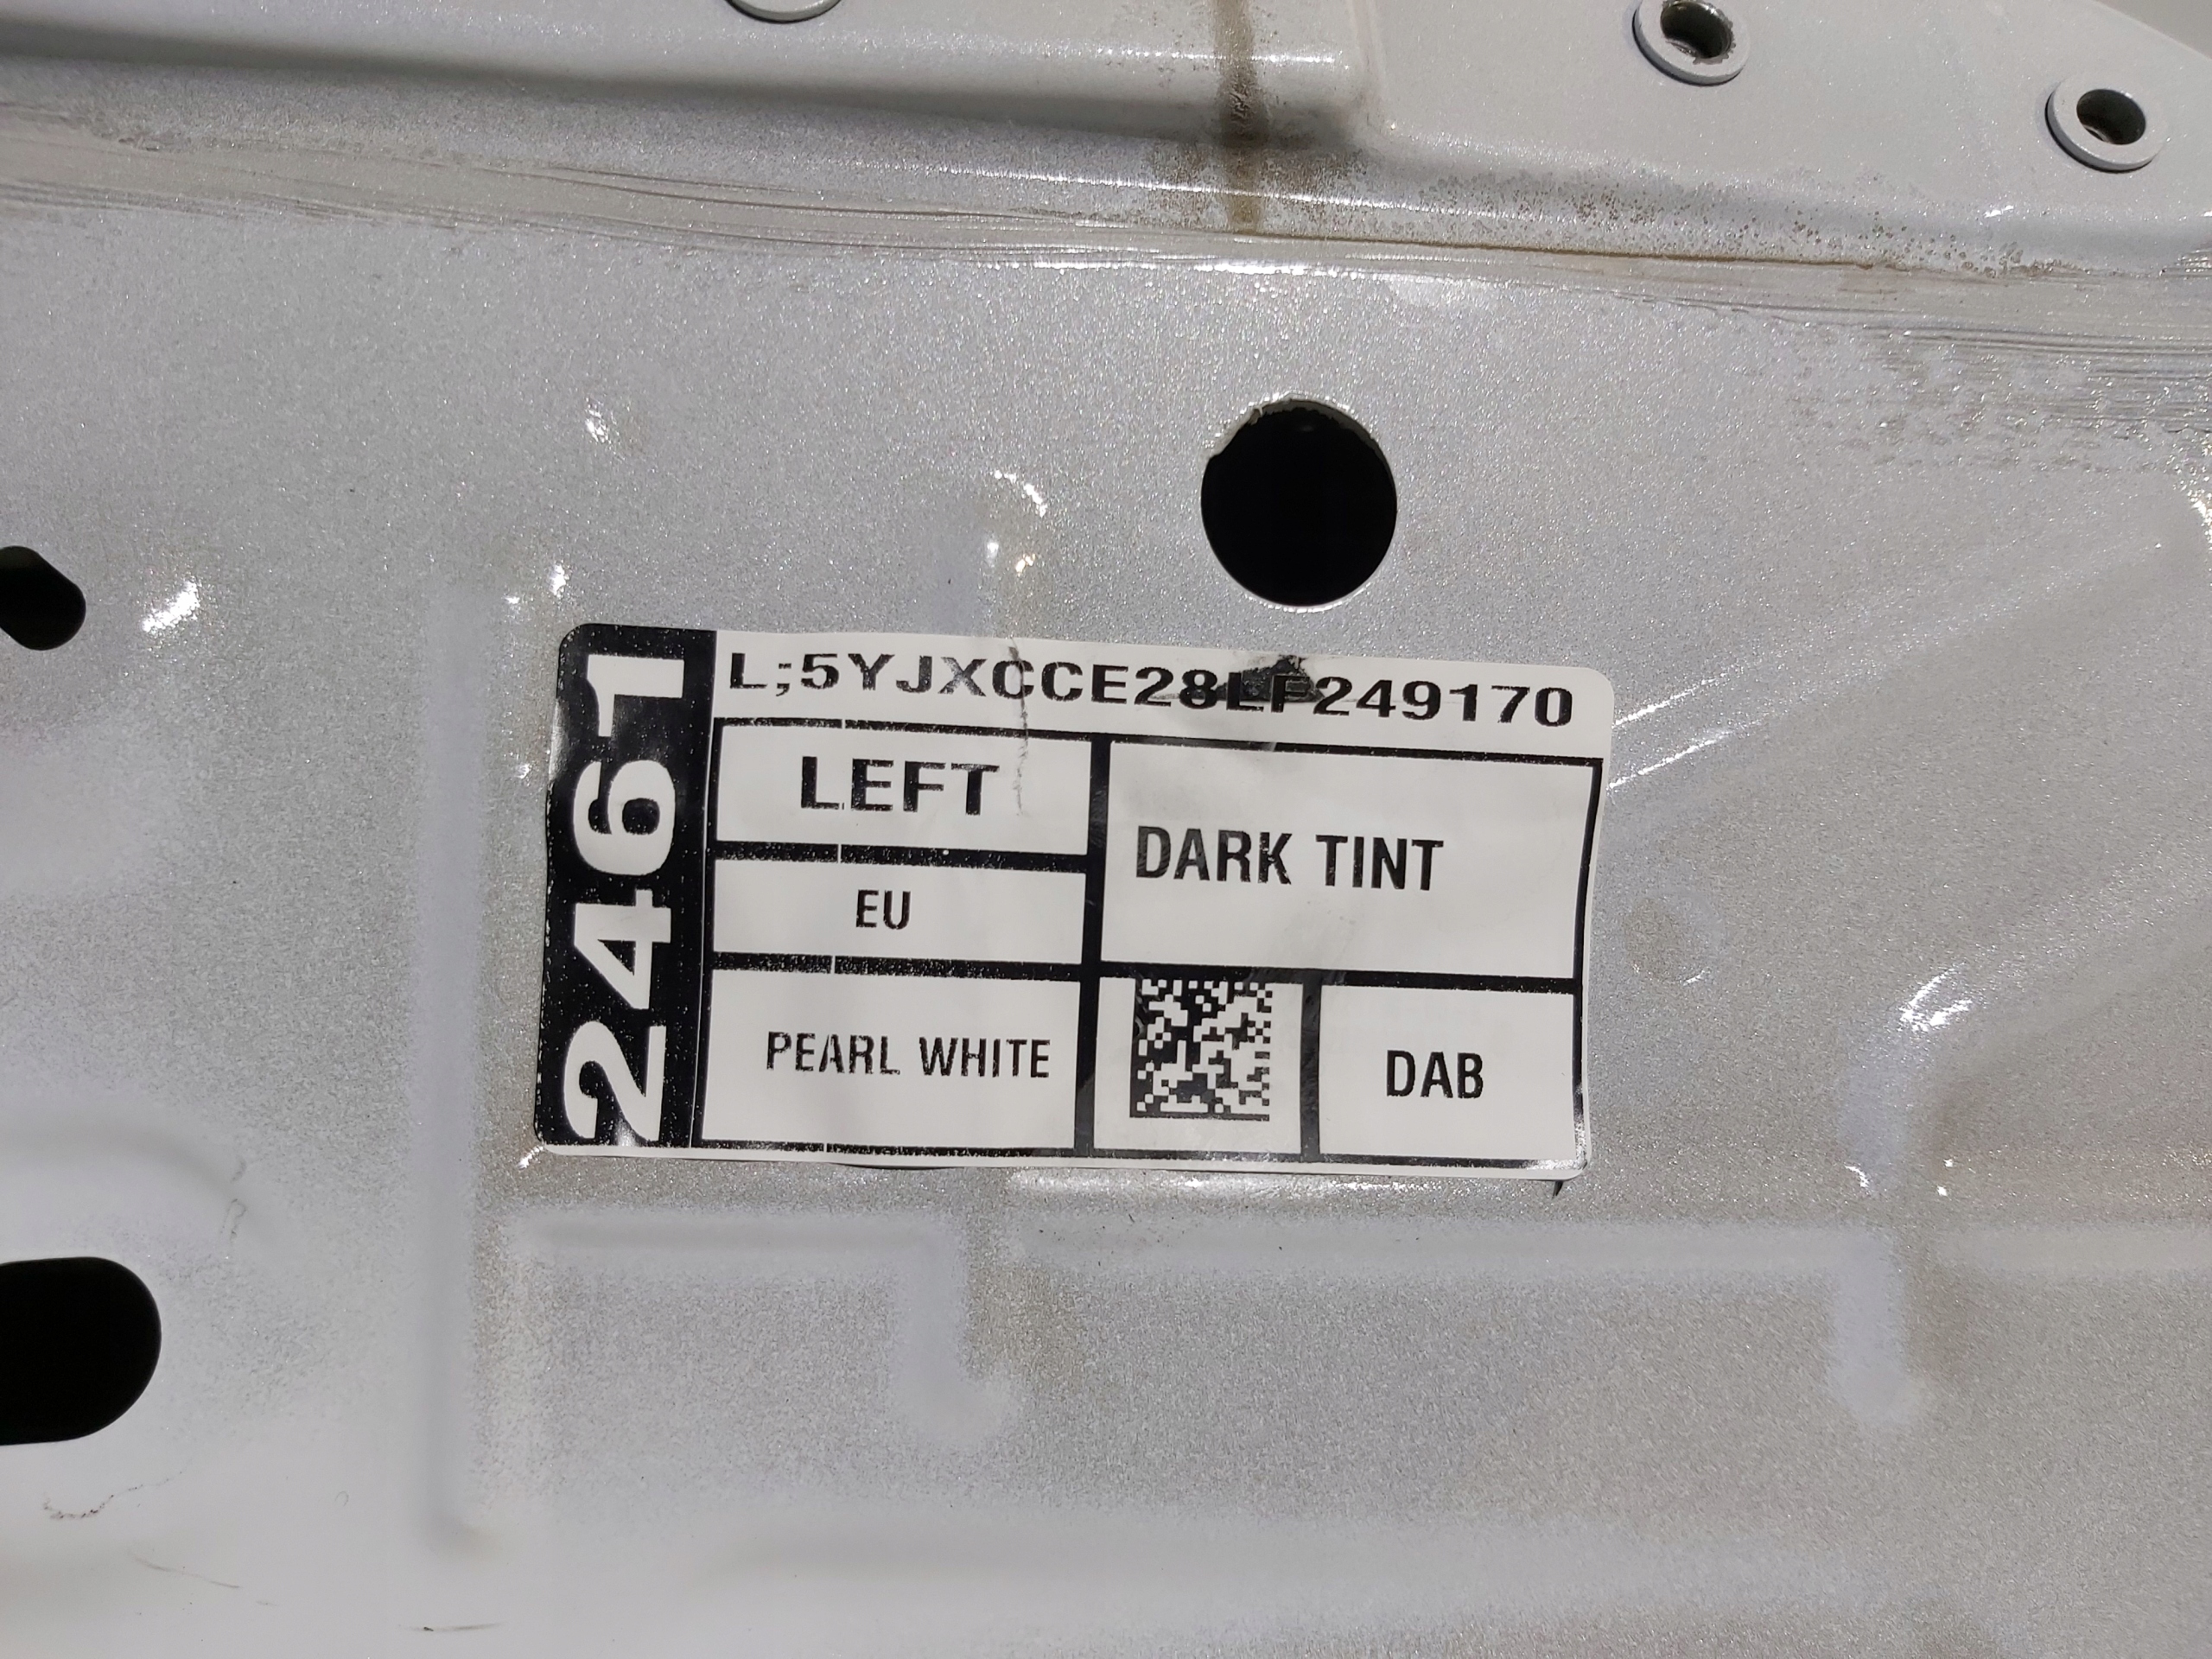 2461
L;5YJXCCE28LF249170
LEFT
DARK TINT
EU
PEARL WHITE
DAB